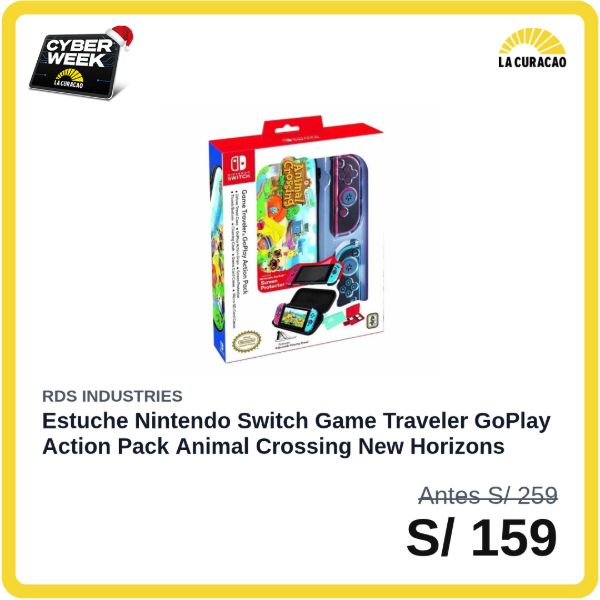 CYBER
WEEK
LA CURACAO
LA CURACAO
NINTENDO
SWITCH
Animal
Crossing
Game Traveler GoPlay Action Pack
Screen
Protector
RDS INDUSTRIES
Estuche Nintendo Switch Game Traveler GoPlay
Action Pack Animal Crossing New Horizons
Antes S/ 259
S/ 159